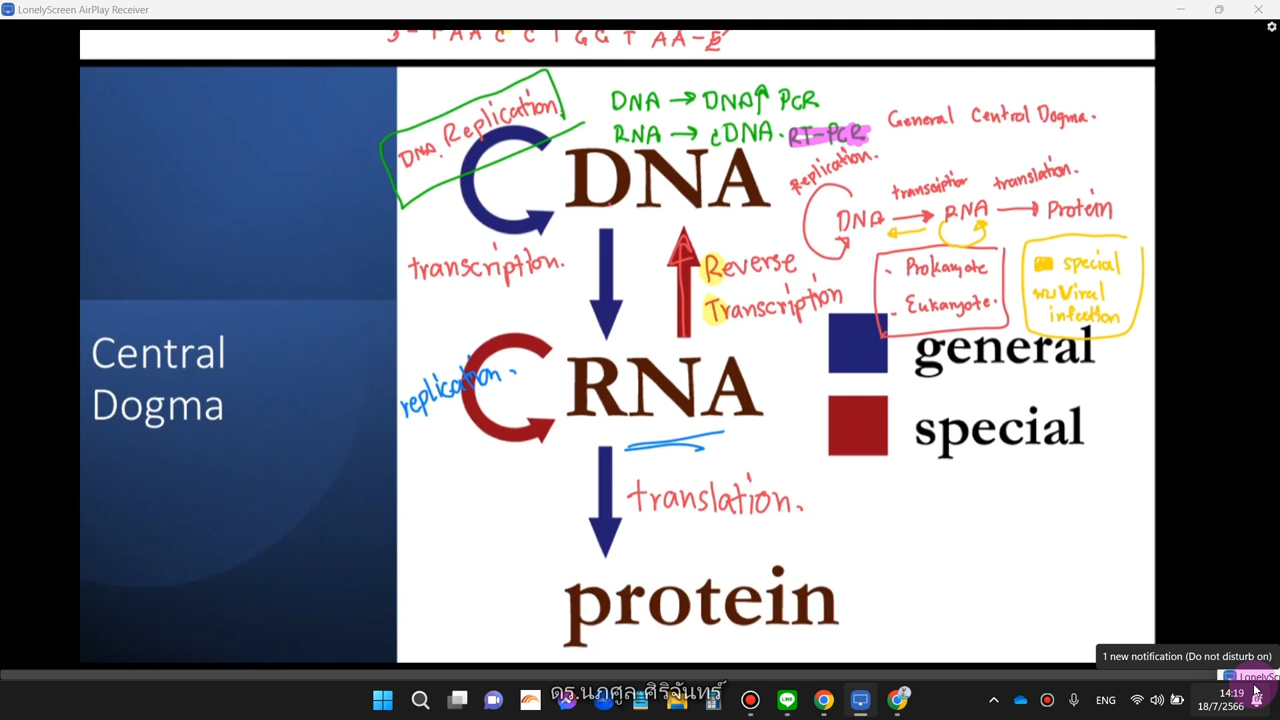 LonelyScreen AirPlay Receiver
DNA Replication
DNA → DNA↑ PCR
RNA → cDNA. RT-PCR
General Central Dogma.
Replication.
transciption
translation.
DNA → RNA → Protein
DNA
transcription.
Reverse
Transcription
- Prokaryote
- Eukaryote.
special
Viral
infection
general
Central
Dogma
replication.
RNA
special
translation.
protein
1 new notification (Do not disturb on)
LonelyScre
ดร.นภศูล ศิริจันทร์
ENG
14:19
18/7/2566